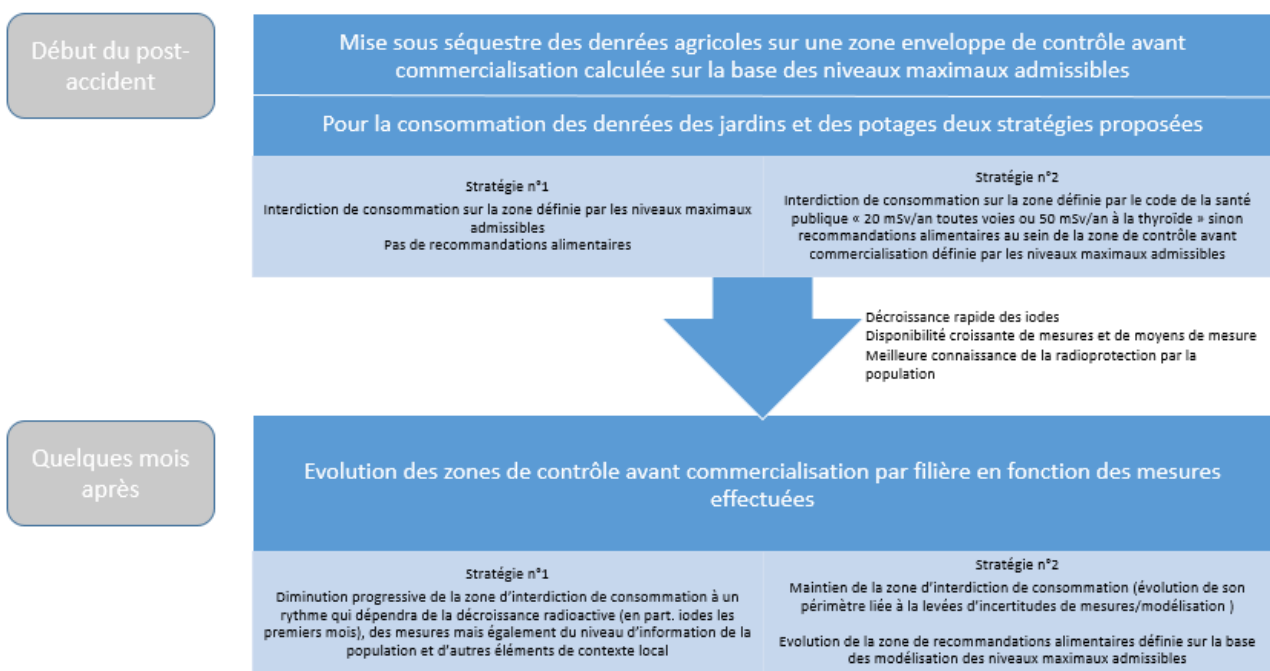 Début du post-
accident
Mise sous séquestre des denrées agricoles sur une zone enveloppe de contrôle avant
commercialisation calculée sur la base des niveaux maximaux admissibles
Pour la consommation des denrées des jardins et des potages deux stratégies proposées
Stratégie n°1
Interdiction de consommation sur la zone définie par les niveaux maximaux
admissibles
Pas de recommandations alimentaires
Stratégie n°2
Interdiction de consommation sur la zone définie par le code de la santé
publique « 20 mSv/an toutes voies ou 50 mSv/an à la thyroïde » sinon
recommandations alimentaires au sein de la zone de contrôle avant
commercialisation définie par les niveaux maximaux admissibles
Décroissance rapide des iodes
Disponibilité croissante de mesures et de moyens de mesure
Meilleure connaissance de la radioprotection par la
population
Quelques mois
après
Evolution des zones de contrôle avant commercialisation par filière en fonction des mesures
effectuées
Stratégie n°1
Diminution progressive de la zone d'interdiction de consommation à un
rythme qui dépendra de la décroissance radioactive (en part. iodes les
premiers mois), des mesures mais également du niveau d'information de la
population et d'autres éléments de contexte local
Stratégie n°2
Maintien de la zone d'interdiction de consommation (évolution de son
périmètre liée à la levées d'incertitudes de mesures/modélisation )
Evolution de la zone de recommandations alimentaires définie sur la base
des modélisation des niveaux maximaux admissibles